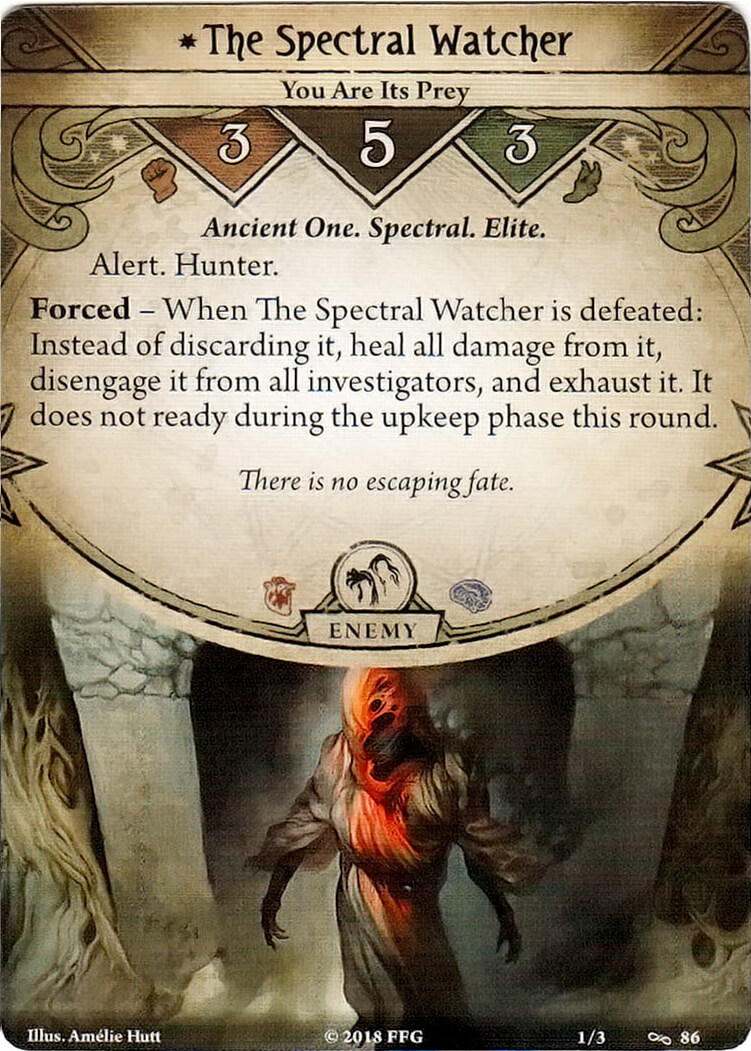 The Spectral Watcher
You Are Its Prey
3 5 3
Ancient One. Spectral. Elite.
Alert. Hunter.
Forced – When The Spectral Watcher is defeated:
Instead of discarding it, heal all damage from it,
disengage it from all investigators, and exhaust it. It
does not ready during the upkeep phase this round.
There is no escaping fate.
ENEMY
Illus. Amélie Hutt © 2018 FFG 1/3 86